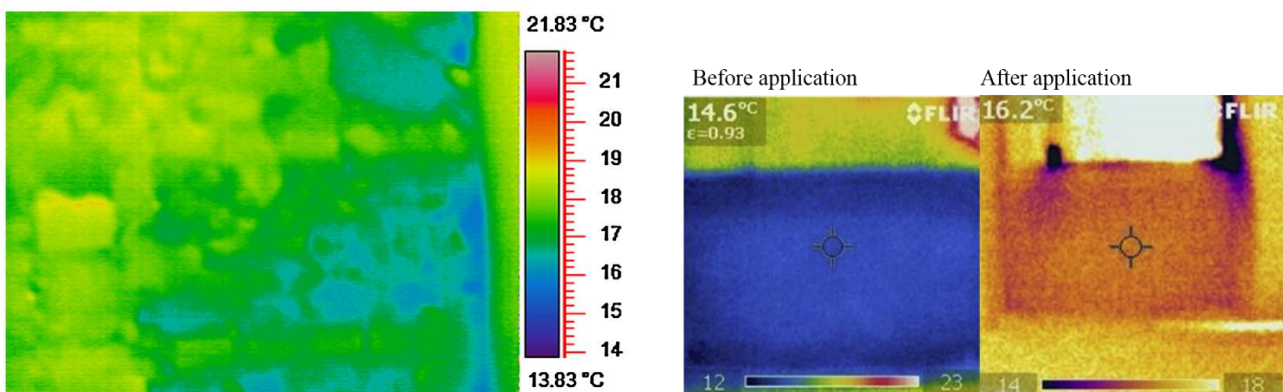 21.83 °C
21
20
19
18
17
16
15
14
13.83 °C
Before application
After application
14.6°C
ε=0.93
FLIR
12
23
16.2°C
FLIR
14
18